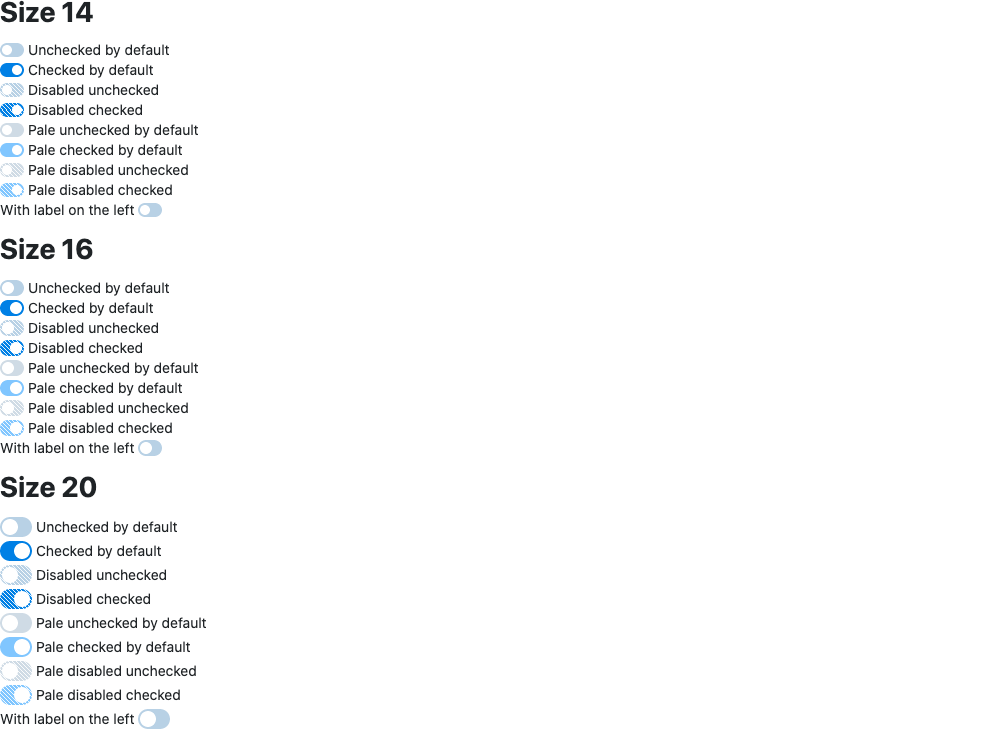 Size 14
Unchecked by default
Checked by default
Disabled unchecked
Disabled checked
Pale unchecked by default
Pale checked by default
Pale disabled unchecked
Pale disabled checked
With label on the left
Size 16
Unchecked by default
Checked by default
Disabled unchecked
Disabled checked
Pale unchecked by default
Pale checked by default
Pale disabled unchecked
Pale disabled checked
With label on the left
Size 20
Unchecked by default
Checked by default
Disabled unchecked
Disabled checked
Pale unchecked by default
Pale checked by default
Pale disabled unchecked
Pale disabled checked
With label on the left